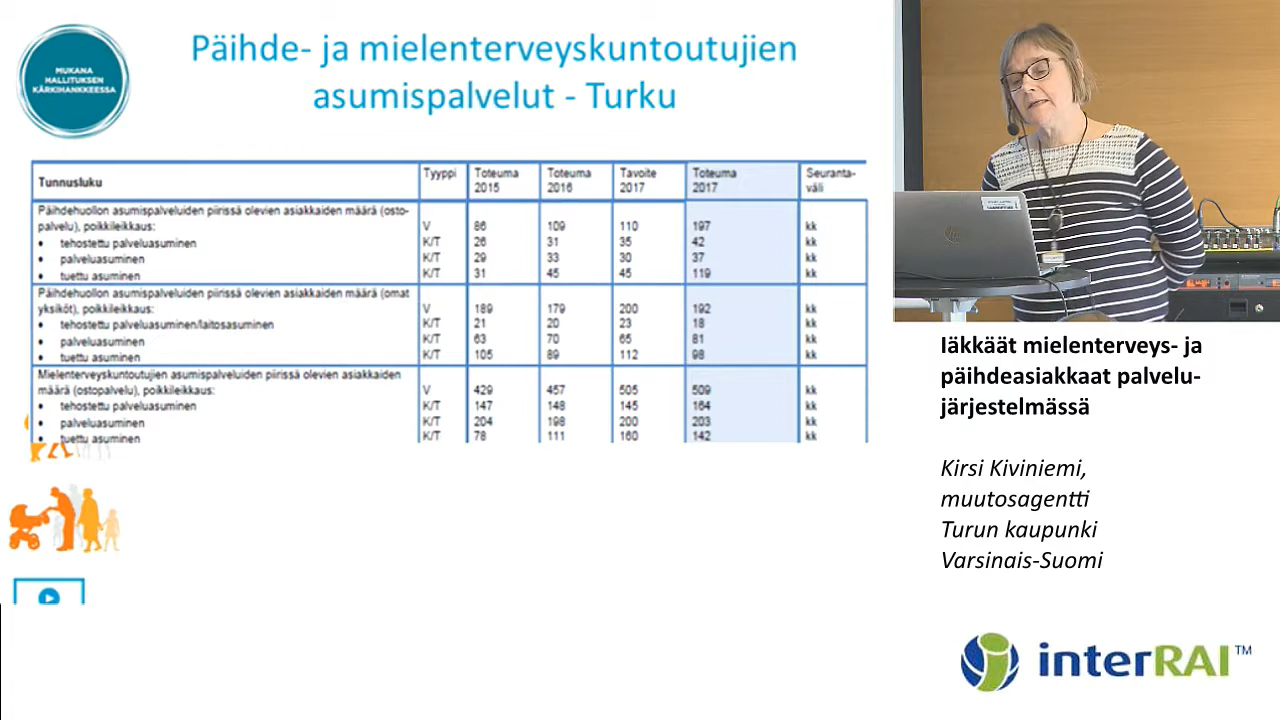 MUKANA
HALLITUKSEN
KÄRKIHANKKEESSA
Päihde- ja mielenterveyskuntoutujien
asumispalvelut - Turku
Tunnusluku Tyyppi Toteuma 2015 Toteuma 2016 Tavoite 2017 Toteuma 2017 Seuranta-väli
Päihdehuollon asumispalveluiden piirissä olevien asiakkaiden määrä (osto-
palvelu), poikkileikkaus: V 86 109 110 197 kk
• tehostettu palveluasuminen K/T 26 31 35 42 kk
• palveluasuminen K/T 29 33 30 37 kk
• tuettu asuminen K/T 31 45 45 119 kk
Päihdehuollon asumispalveluiden piirissä olevien asiakkaiden määrä (omat
yksiköt), poikkileikkaus: V 189 179 200 192 kk
• tehostettu palveluasuminen/laitosasuminen K/T 21 20 23 18 kk
• palveluasuminen K/T 63 70 65 81 kk
• tuettu asuminen K/T 105 89 112 98 kk
Mielenterveyskuntoutujien asumispalveluiden piirissä olevien asiakkaiden
määrä (ostopalvelu), poikkileikkaus: V 429 457 505 509 kk
• tehostettu palveluasuminen K/T 147 148 145 164 kk
• palveluasuminen K/T 204 198 200 203 kk
• tuettu asuminen K/T 78 111 160 142 kk
Iäkkäät mielenterveys- ja
päihdeasiakkaat palvelu-
järjestelmässä
Kirsi Kiviniemi,
muutosagentti
Turun kaupunki
Varsinais-Suomi
interRAI™